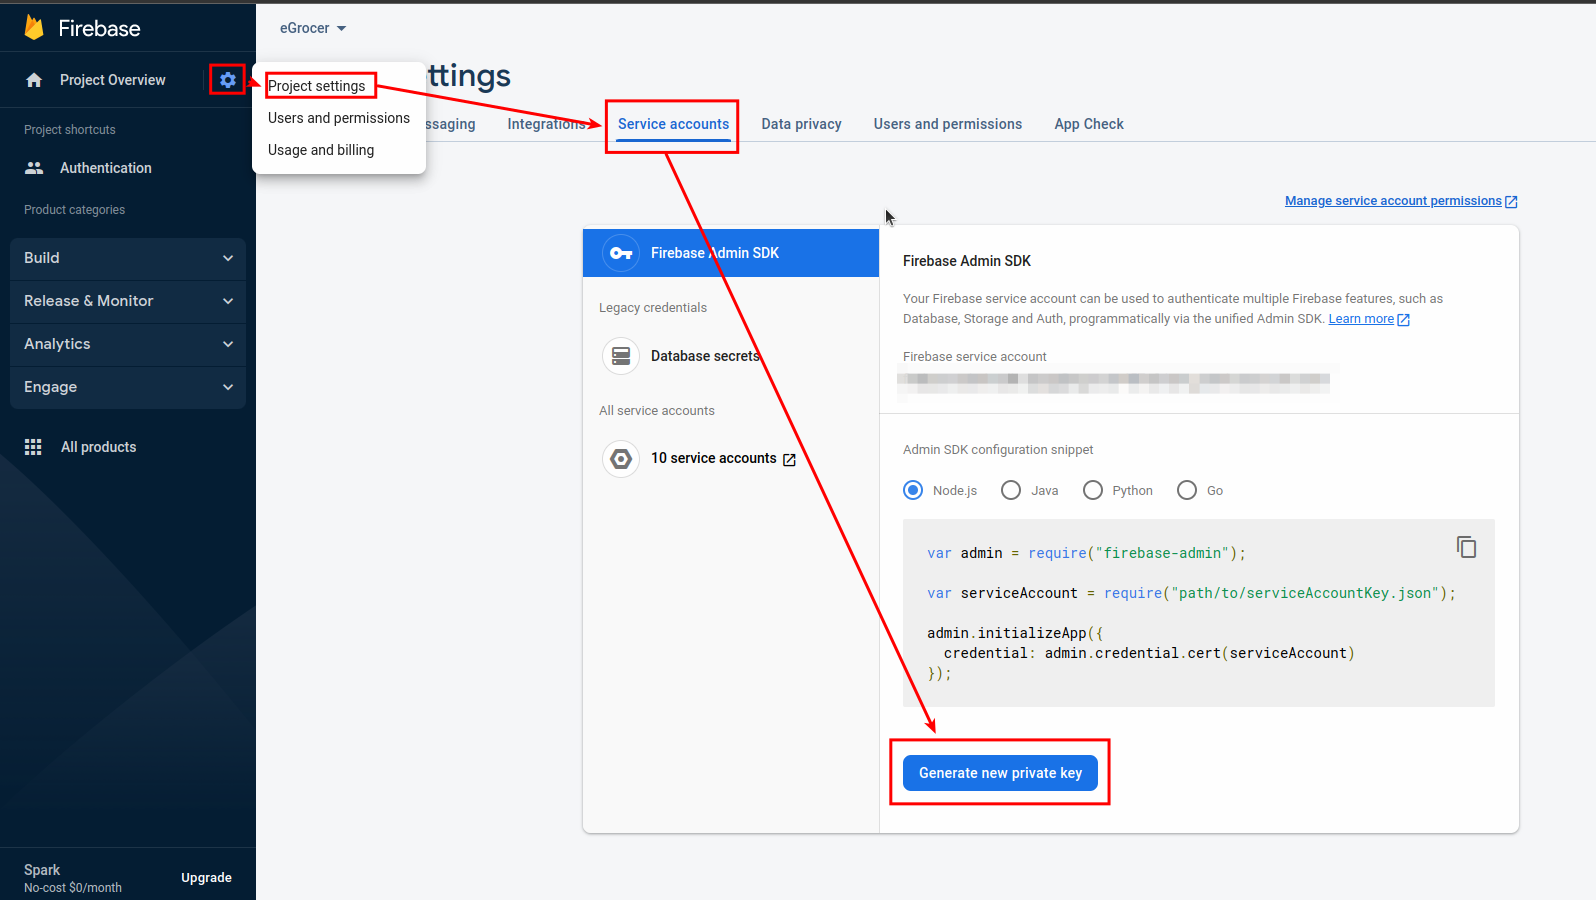 Firebase
eGrocer
Project Overview
ttings
Project settings
Users and permissions
Usage and billing
ssaging
Integrations
Service accounts
Data privacy
Users and permissions
App Check
Project shortcuts
Authentication
Product categories
Build
Release & Monitor
Analytics
Engage
All products
Spark
No-cost $0/month
Upgrade
Manage service account permissions
Firebase Admin SDK
Legacy credentials
Database secrets
All service accounts
10 service accounts
Firebase Admin SDK
Your Firebase service account can be used to authenticate multiple Firebase features, such as
Database, Storage and Auth, programmatically via the unified Admin SDK. Learn more
Firebase service account
Admin SDK configuration snippet
Node.js
Java
Python
Go
var admin = require("firebase-admin");
var serviceAccount = require("path/to/serviceAccountKey.json");
admin.initializeApp({
  credential: admin.credential.cert(serviceAccount)
});
Generate new private key